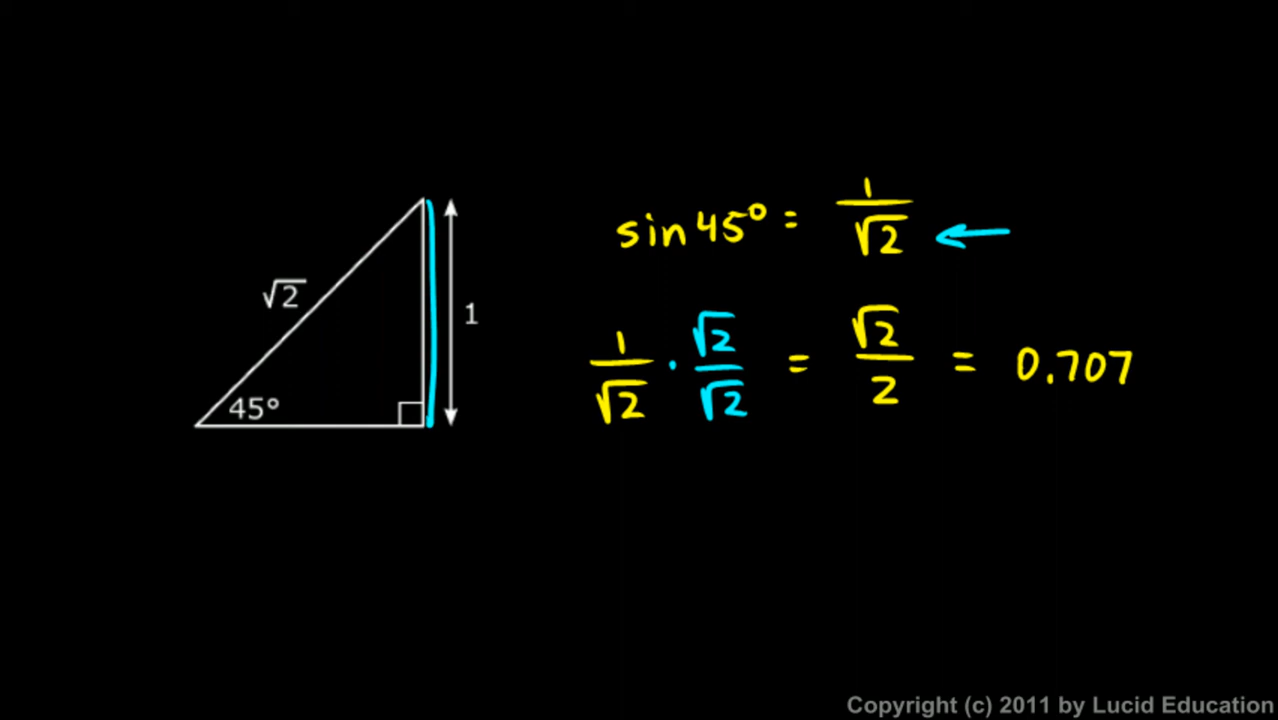 sin 45° = 1/√2
√2
1
45°
1/√2 · √2/√2 = √2/2 = 0.707
Copyright (c) 2011 by Lucid Education